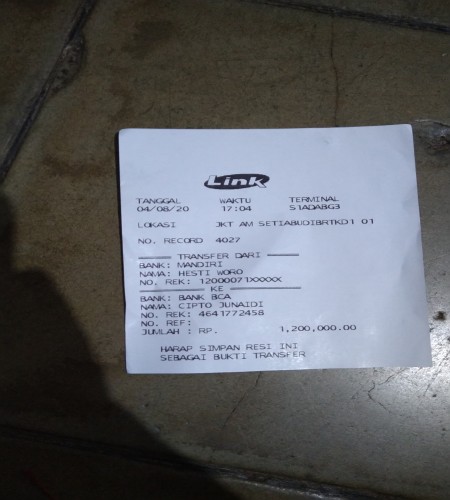 Link
TANGGAL WAKTU TERMINAL
04/08/20 17:04 S1ADABG3
LOKASI JKT AM SETIABUDIBRTKD1 01
NO. RECORD 4027
TRANSFER DARI
BANK: MANDIRI
NAMA: HESTI WORO
NO. REK: 12000071XXXXX
KE
BANK: BANK BCA
NAMA: CIPTO JUNAIDI
NO. REK: 4641772458
NO. REF:
JUMLAH : RP. 1,200,000.00
HARAP SIMPAN RESI INI
SEBAGAI BUKTI TRANSFER